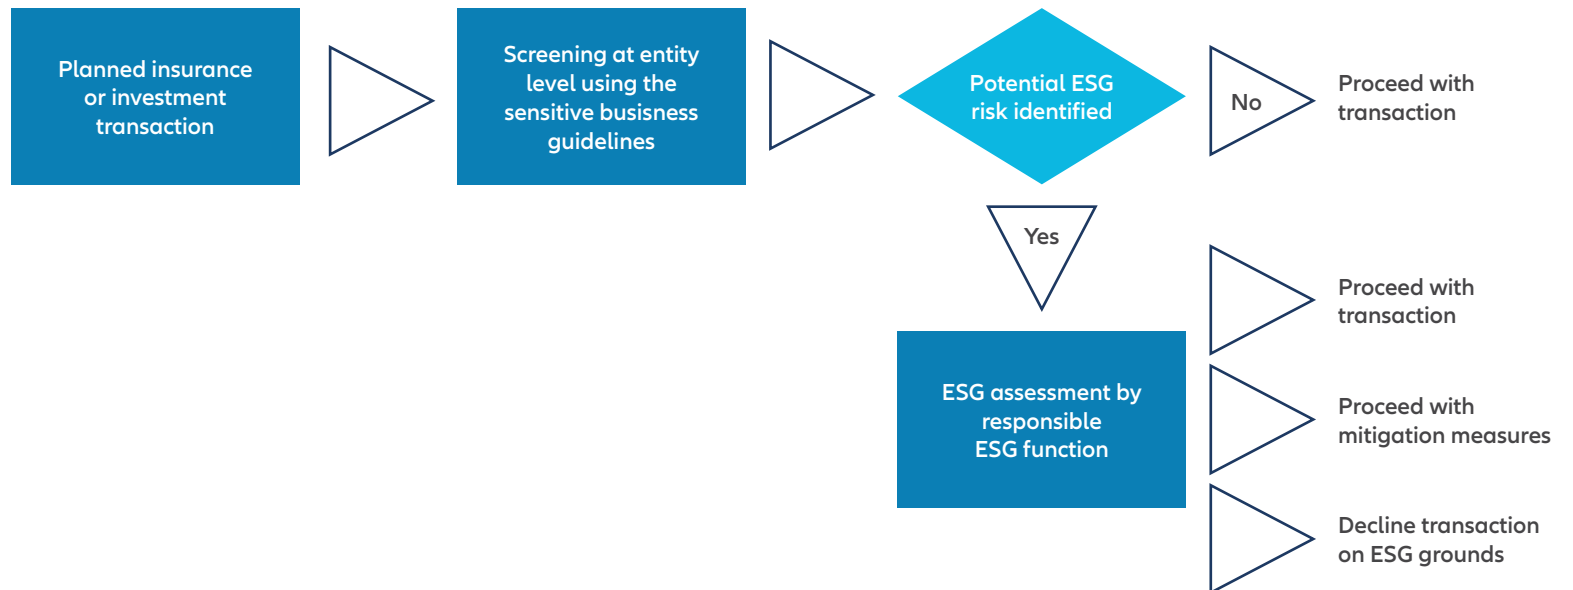 Planned insurance
or investment
transaction
Screening at entity
level using the
sensitive busisness
guidelines
Potential ESG
risk identified
No
Proceed with
transaction
Yes
ESG assessment by
responsible
ESG function
Proceed with
transaction
Proceed with
mitigation measures
Decline transaction
on ESG grounds